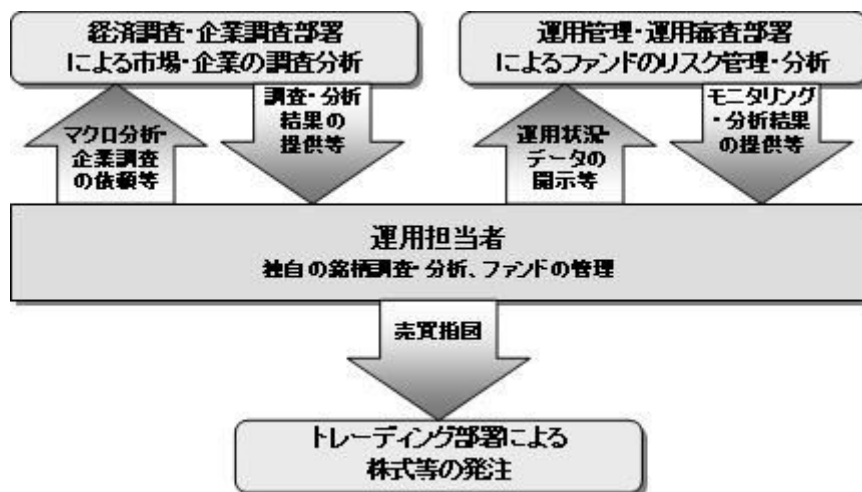 経済調査・企業調査部署
による市場・企業の調査分析
運用管理・運用審査部署
によるファンドのリスク管理・分析
マクロ分析・
企業調査
の依頼等
調査・分析
結果の
提供等
運用状況・
データの
開示等
モニタリング
・分析結果
の提供等
運用担当者
独自の銘柄調査・分析、ファンドの管理
売買指図
トレーディング部署による
株式等の発注